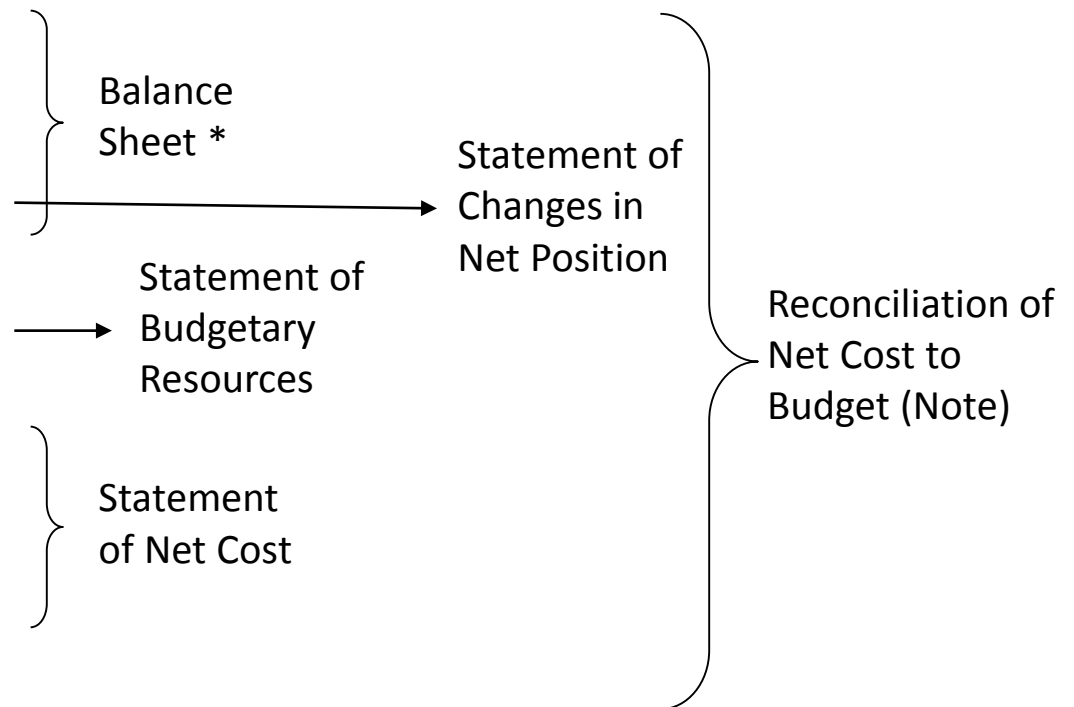 Balance
Sheet *
Statement of
Changes in
Net Position
Statement of
Budgetary
Resources
Reconciliation of
Net Cost to
Budget (Note)
Statement
of Net Cost